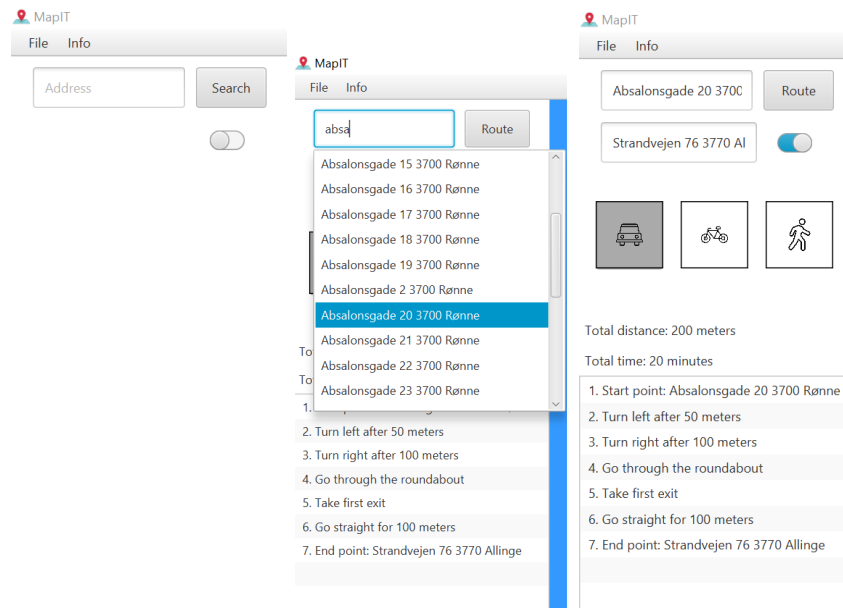 MapIT
File Info
Address
Search
MapIT
File Info
absa
Route
Absalonsgade 15 3700 Rønne
Absalonsgade 16 3700 Rønne
Absalonsgade 17 3700 Rønne
Absalonsgade 18 3700 Rønne
Absalonsgade 19 3700 Rønne
Absalonsgade 2 3700 Rønne
Absalonsgade 20 3700 Rønne
Absalonsgade 21 3700 Rønne
Absalonsgade 22 3700 Rønne
Absalonsgade 23 3700 Rønne
To
To
1.
2. Turn left after 50 meters
3. Turn right after 100 meters
4. Go through the roundabout
5. Take first exit
6. Go straight for 100 meters
7. End point: Strandvejen 76 3770 Allinge
MapIT
File Info
Absalonsgade 20 370
Route
Strandvejen 76 3770 Al
Total distance: 200 meters
Total time: 20 minutes
1. Start point: Absalonsgade 20 3700 Rønne
2. Turn left after 50 meters
3. Turn right after 100 meters
4. Go through the roundabout
5. Take first exit
6. Go straight for 100 meters
7. End point: Strandvejen 76 3770 Allinge